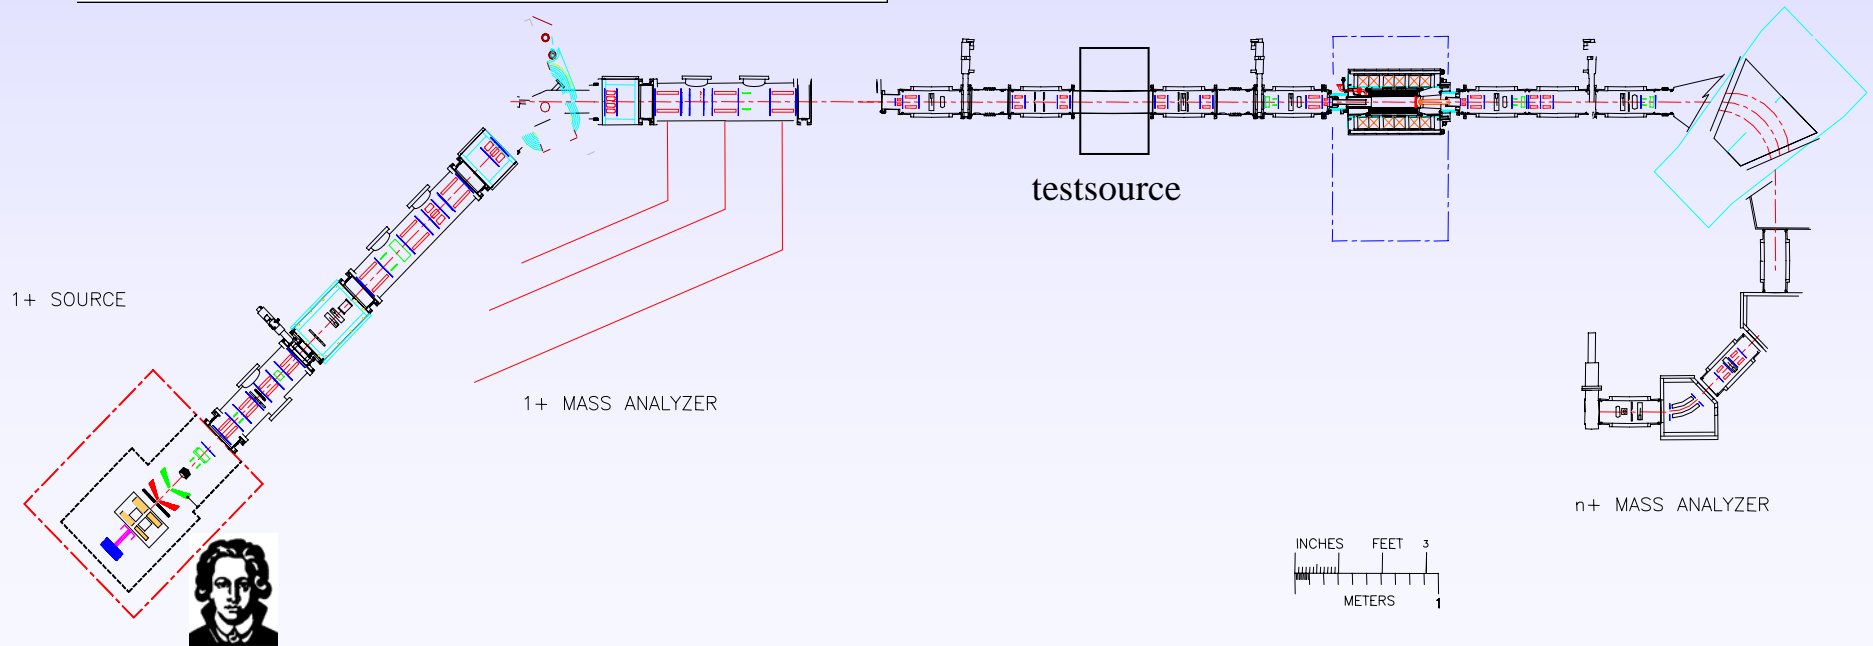 testsource
1+ SOURCE
1+ MASS ANALYZER
n+ MASS ANALYZER
INCHES FEET 3
METERS 1